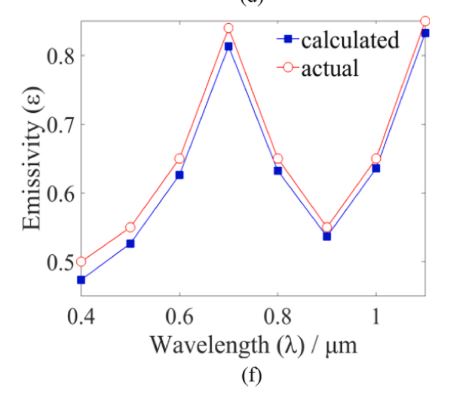 calculated
actual
0.8
0.7
0.6
0.5
Emissivity (ε)
0.4 0.6 0.8 1
Wavelength (λ) / μm
(f)